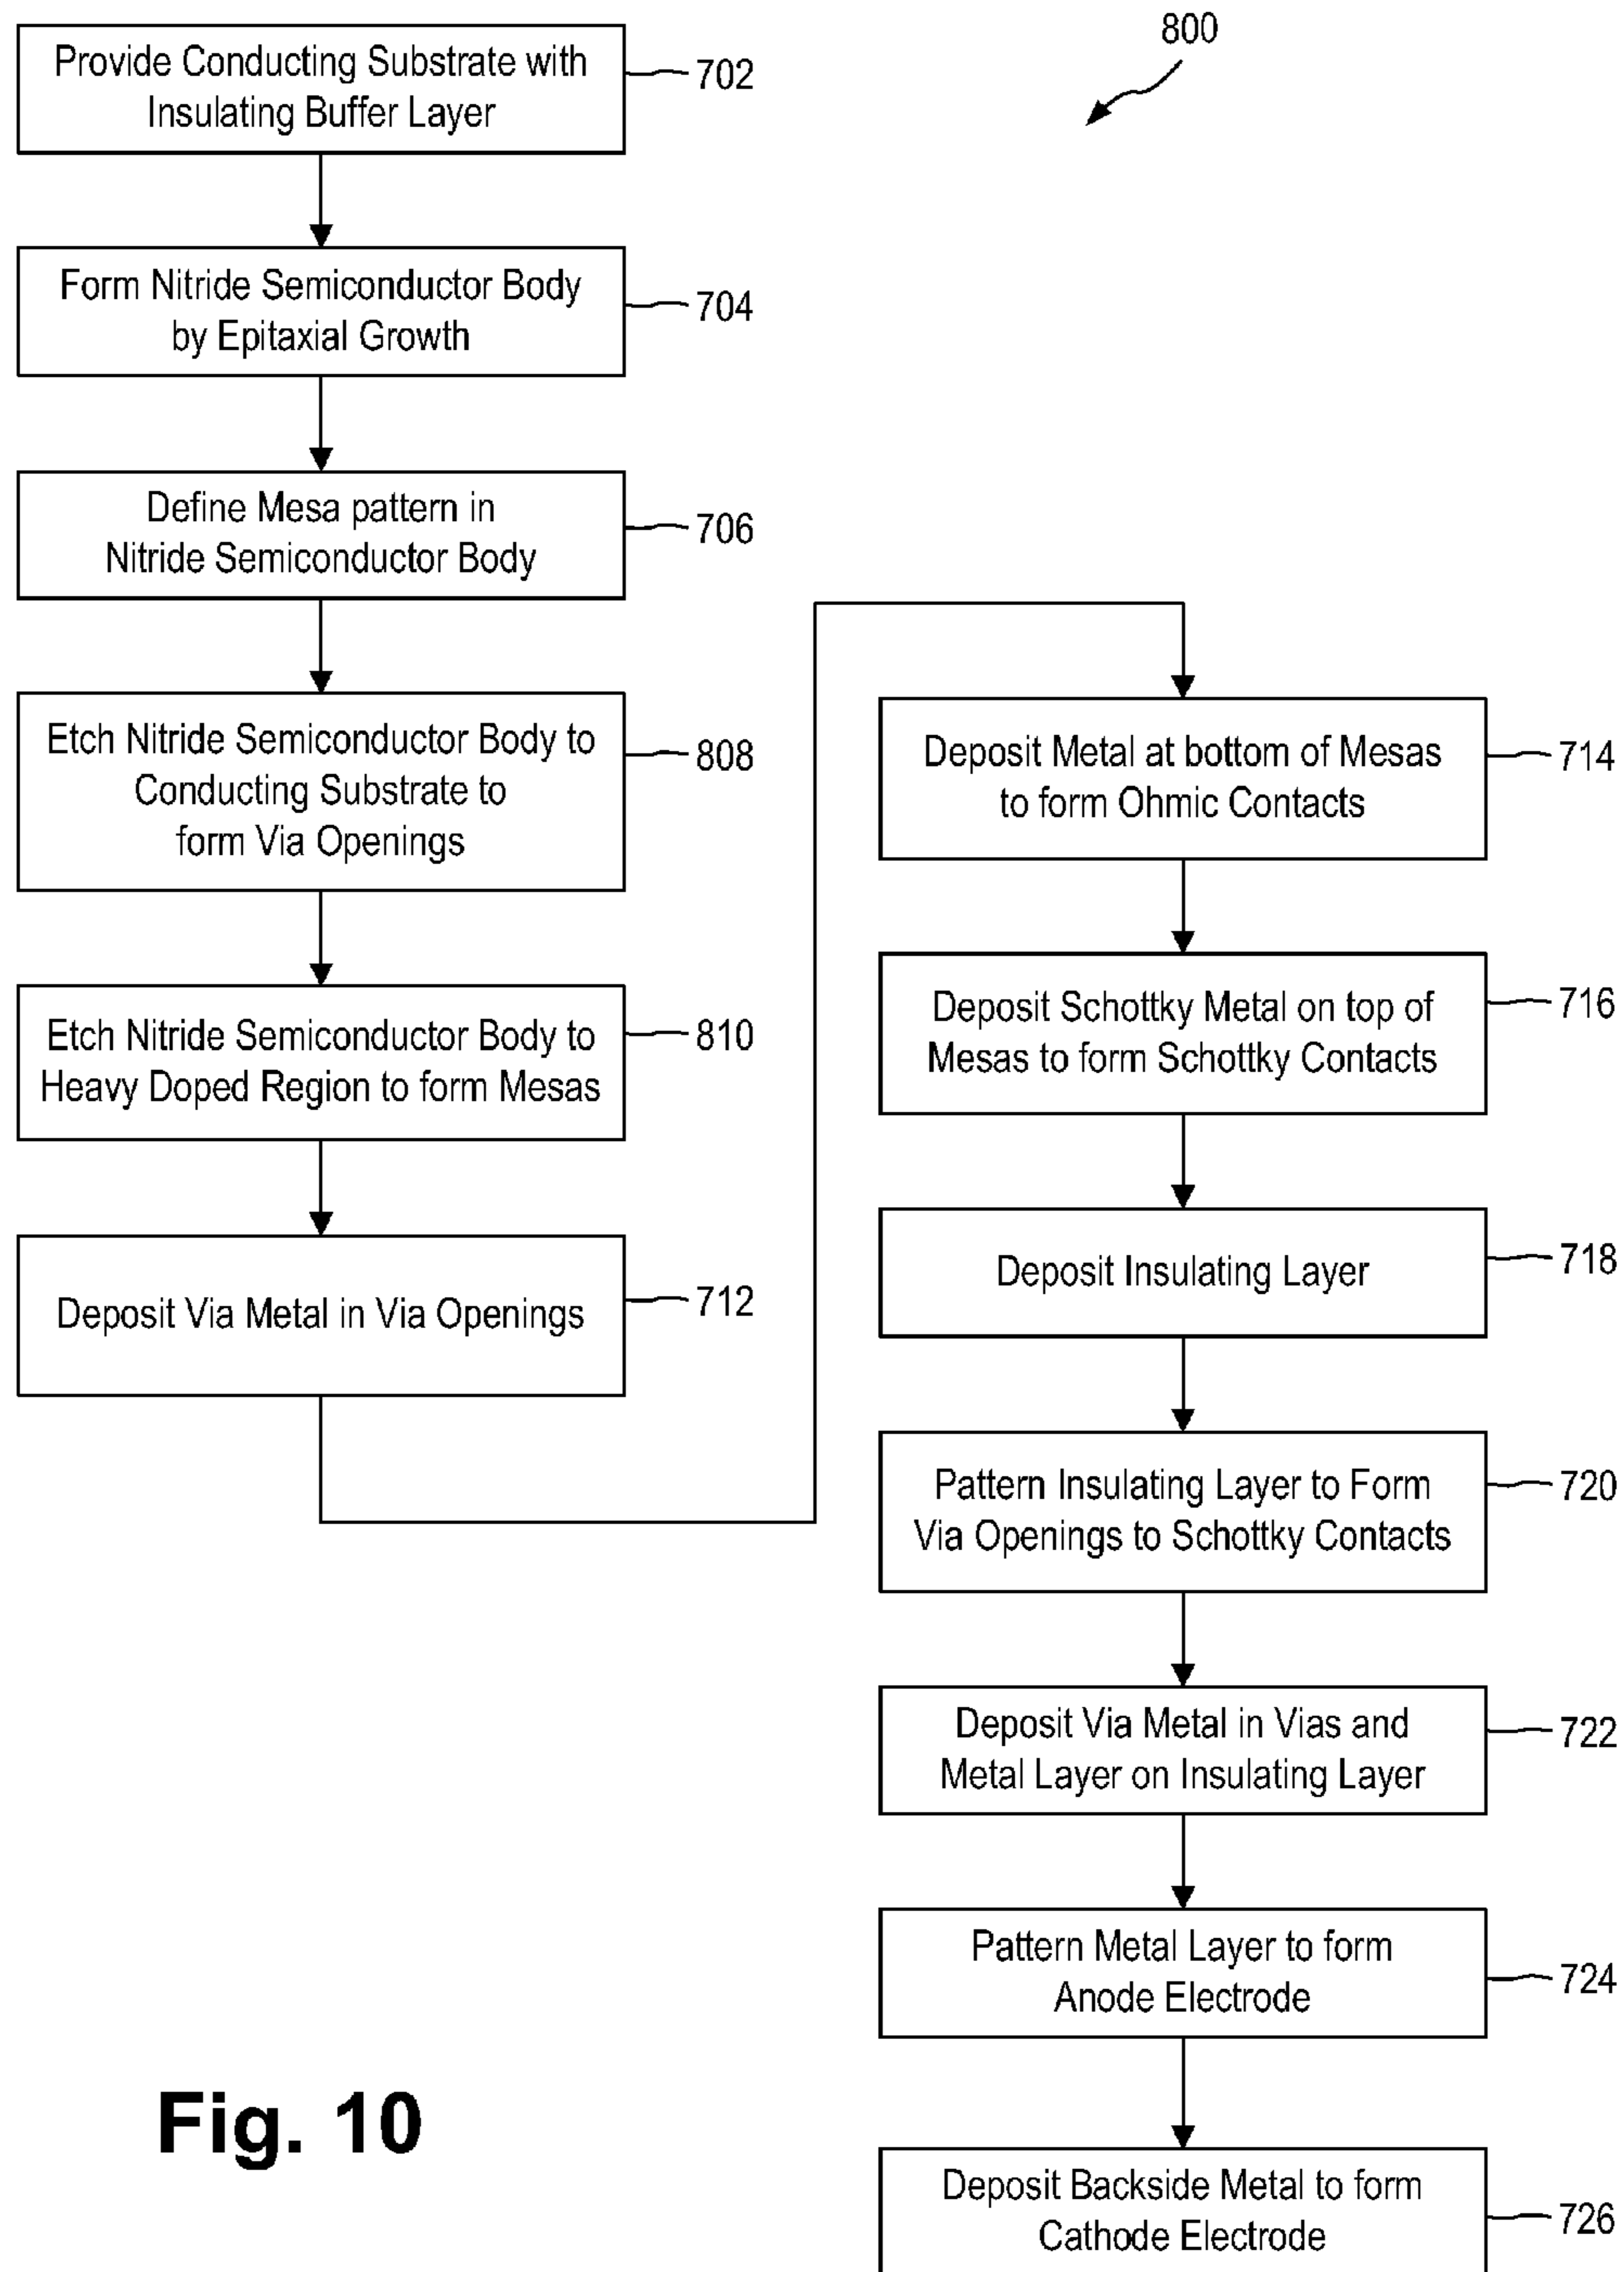 800
Provide Conducting Substrate with
Insulating Buffer Layer
702
Form Nitride Semiconductor Body
by Epitaxial Growth
704
Define Mesa pattern in
Nitride Semiconductor Body
706
Etch Nitride Semiconductor Body to
Conducting Substrate to
form Via Openings
808
Etch Nitride Semiconductor Body to
Heavy Doped Region to form Mesas
810
Deposit Via Metal in Via Openings
712
Deposit Metal at bottom of Mesas
to form Ohmic Contacts
714
Deposit Schottky Metal on top of
Mesas to form Schottky Contacts
716
Deposit Insulating Layer
718
Pattern Insulating Layer to Form
Via Openings to Schottky Contacts
720
Deposit Via Metal in Vias and
Metal Layer on Insulating Layer
722
Pattern Metal Layer to form
Anode Electrode
724
Deposit Backside Metal to form
Cathode Electrode
726
Fig. 10